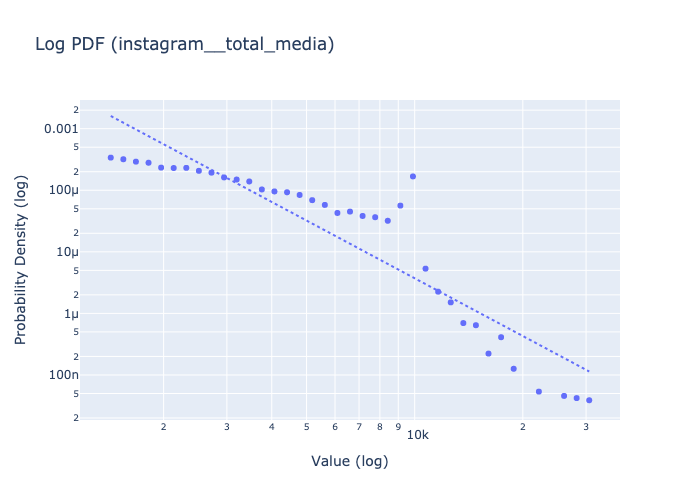 Log PDF (instagram__total_media)
2
0.001
5
2
100μ
5
2
10μ
5
2
1μ
5
2
100n
5
2
2
3
4
5
6
7
8
9
10k
2
3
Probability Density (log)
Value (log)